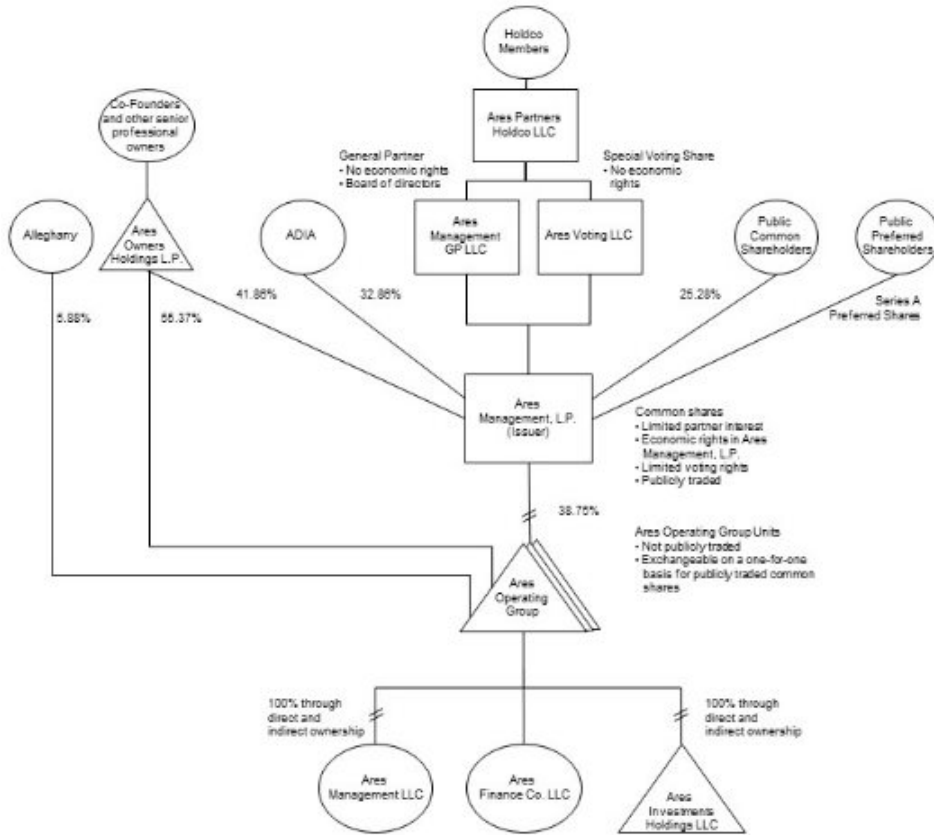 Holdco
Members
Ares Partners
Holdco LLC
Co-Founders
and other senior
professional
owners
General Partner
• No economic rights
• Board of directors
Special Voting Share
• No economic
rights
Alleghany
Ares
Owners
Holdings L.P.
ADIA
Ares
Management
GP LLC
Ares Voting LLC
Public
Common
Shareholders
Public
Preferred
Shareholders
5.88%
55.37%
41.86%
32.86%
25.28%
Series A
Preferred Shares
Ares
Management, L.P.
(Issuer)
Common shares
• Limited partner interest
• Economic rights in Ares
Management, L.P.
• Limited voting rights
• Publicly traded
38.75%
Ares Operating Group Units
• Not publicly traded
• Exchangeable on a one-for-one
basis for publicly traded common
shares
Ares
Operating
Group
100% through
direct and
indirect ownership
100% through
direct and
indirect ownership
Ares
Management LLC
Ares
Finance Co. LLC
Ares
Investments
Holdings LLC